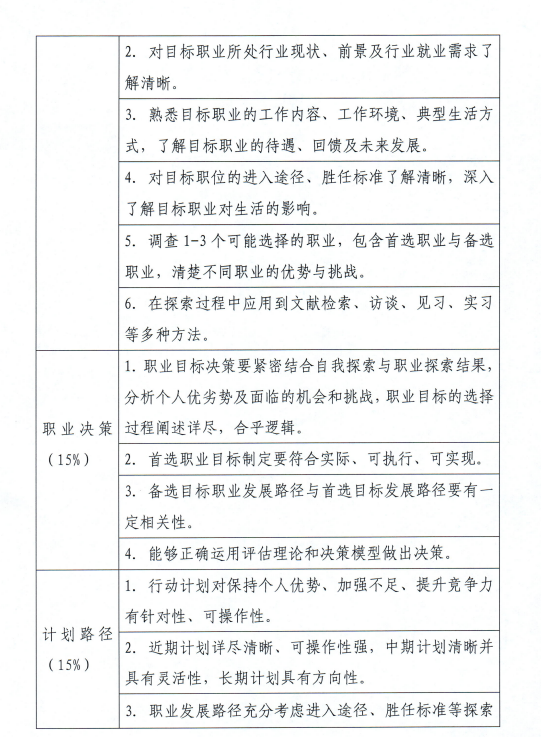 2. 对目标职业所处行业现状、前景及行业就业需求了
解清晰。
3. 熟悉目标职业的工作内容、工作环境、典型生活方
式，了解目标职业的待遇、回馈及未来发展。
4. 对目标职位的进入途径、胜任标准了解清晰，深入
了解目标职业对生活的影响。
5. 调查 1-3 个可能选择的职业，包含首选职业与备选
职业，清楚不同职业的优势与挑战。
6. 在探索过程中应用到文献检索、访谈、见习、实习
等多种方法。
职业决策
（15%）
1. 职业目标决策要紧密结合自我探索与职业探索结果，
分析个人优劣势及面临的机会和挑战，职业目标的选择
过程阐述详尽，合乎逻辑。
2. 首选职业目标制定要符合实际、可执行、可实现。
3. 备选目标职业发展路径与首选目标发展路径要有一
定相关性。
4. 能够正确运用评估理论和决策模型做出决策。
计划路径
（15%）
1. 行动计划对保持个人优势、加强不足、提升竞争力
有针对性、可操作性。
2. 近期计划详尽清晰、可操作性强，中期计划清晰并
具有灵活性，长期计划具有方向性。
3. 职业发展路径充分考虑进入途径、胜任标准等探索